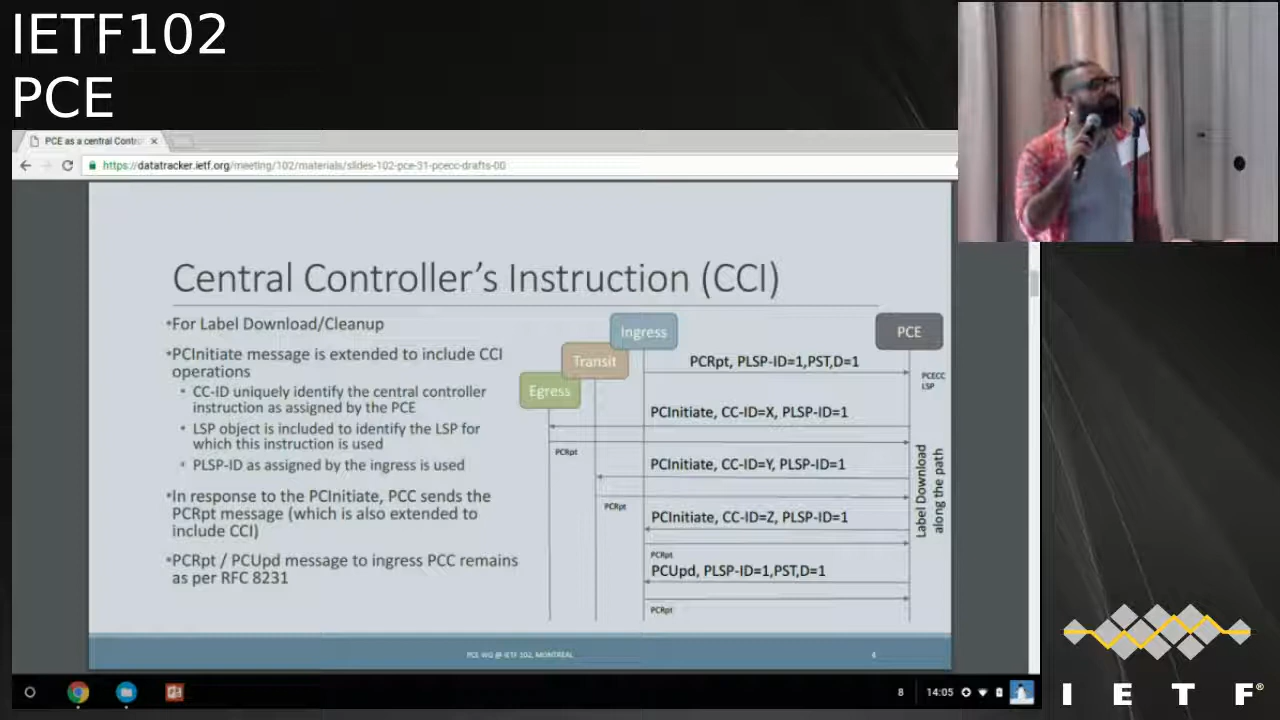 IETF102
PCE
PCE as a central Contro
https://datatracker.ietf.org/meeting/102/materials/slides-102-pce-31-pcecc-drafts-00
Central Controller's Instruction (CCI)
•For Label Download/Cleanup
•PCInitiate message is extended to include CCI
operations
• CC-ID uniquely identify the central controller
instruction as assigned by the PCE
• LSP object is included to identify the LSP for
which this instruction is used
• PLSP-ID as assigned by the ingress is used
•In response to the PCInitiate, PCC sends the
PCRpt message (which is also extended to
include CCI)
•PCRpt / PCUpd message to ingress PCC remains
as per RFC 8231
Ingress
PCE
Transit
Egress
PCRpt, PLSP-ID=1,PST,D=1
PCECC
LSP
PCInitiate, CC-ID=X, PLSP-ID=1
PCRpt
PCInitiate, CC-ID=Y, PLSP-ID=1
PCRpt
PCInitiate, CC-ID=Z, PLSP-ID=1
PCRpt
PCUpd, PLSP-ID=1,PST,D=1
PCRpt
Label Download
along the path
PCE WG @ IETF 102, MONTREAL
4
8
14:05
I E T F®